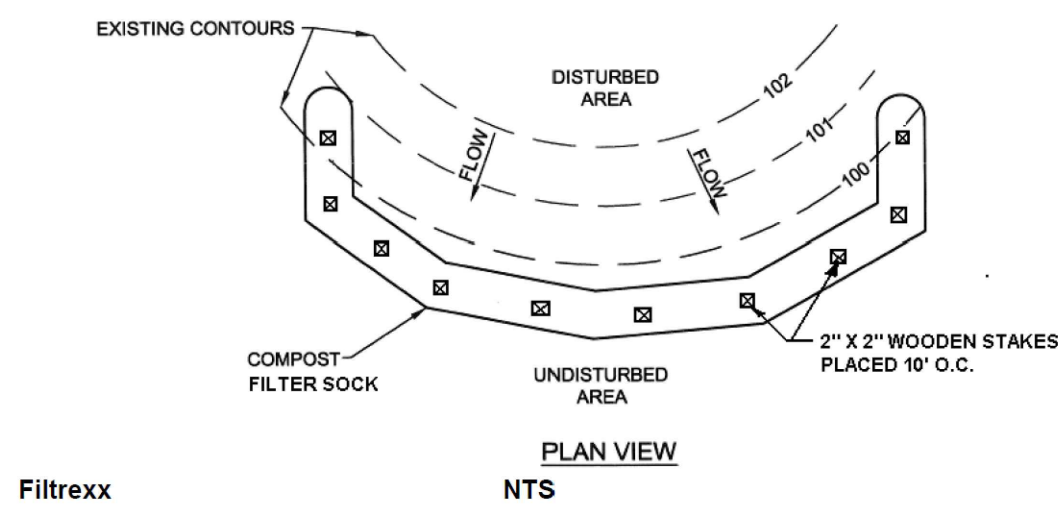 EXISTING CONTOURS
DISTURBED
AREA
102
101
100
FLOW
FLOW
2" X 2" WOODEN STAKES
PLACED 10' O.C.
COMPOST
FILTER SOCK
UNDISTURBED
AREA
PLAN VIEW
Filtrexx
NTS